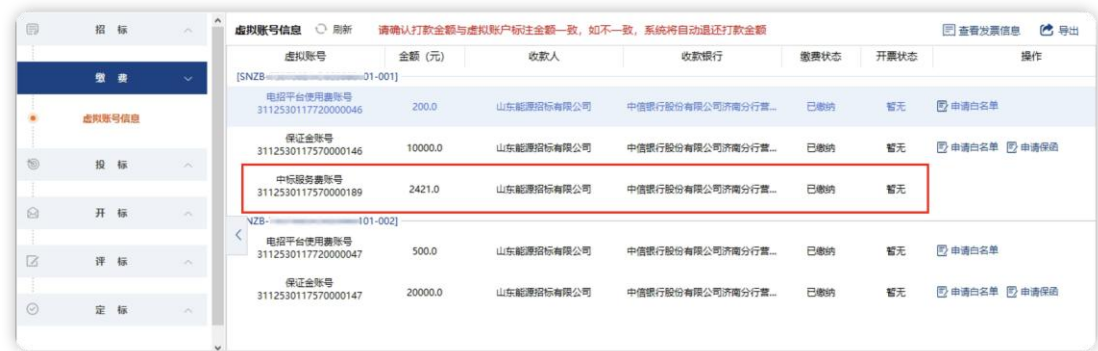 招 标
缴 费
虚拟账号信息
投 标
开 标
评 标
定 标
虚拟账号信息 刷新 请确认打款金额与虚拟账户标注金额一致，如不一致，系统将自动退还打款金额 查看发票信息 导出
虚拟账号 金额（元） 收款人 收款银行 缴费状态 开票状态 操作
[SNZB- 01-001]
电招平台使用费账号
3112530117720000046 200.0 山东能源招标有限公司 中信银行股份有限公司济南分行营... 已缴纳 暂无 申请白名单
保证金账号
3112530117570000146 10000.0 山东能源招标有限公司 中信银行股份有限公司济南分行营... 已缴纳 暂无 申请白名单 申请保函
中标服务费账号
3112530117570000189 2421.0 山东能源招标有限公司 中信银行股份有限公司济南分行营... 已缴纳 暂无
NZB- 101-002]
电招平台使用费账号
3112530117720000047 500.0 山东能源招标有限公司 中信银行股份有限公司济南分行营... 已缴纳 暂无 申请白名单
保证金账号
3112530117570000147 20000.0 山东能源招标有限公司 中信银行股份有限公司济南分行营... 已缴纳 暂无 申请白名单 申请保函